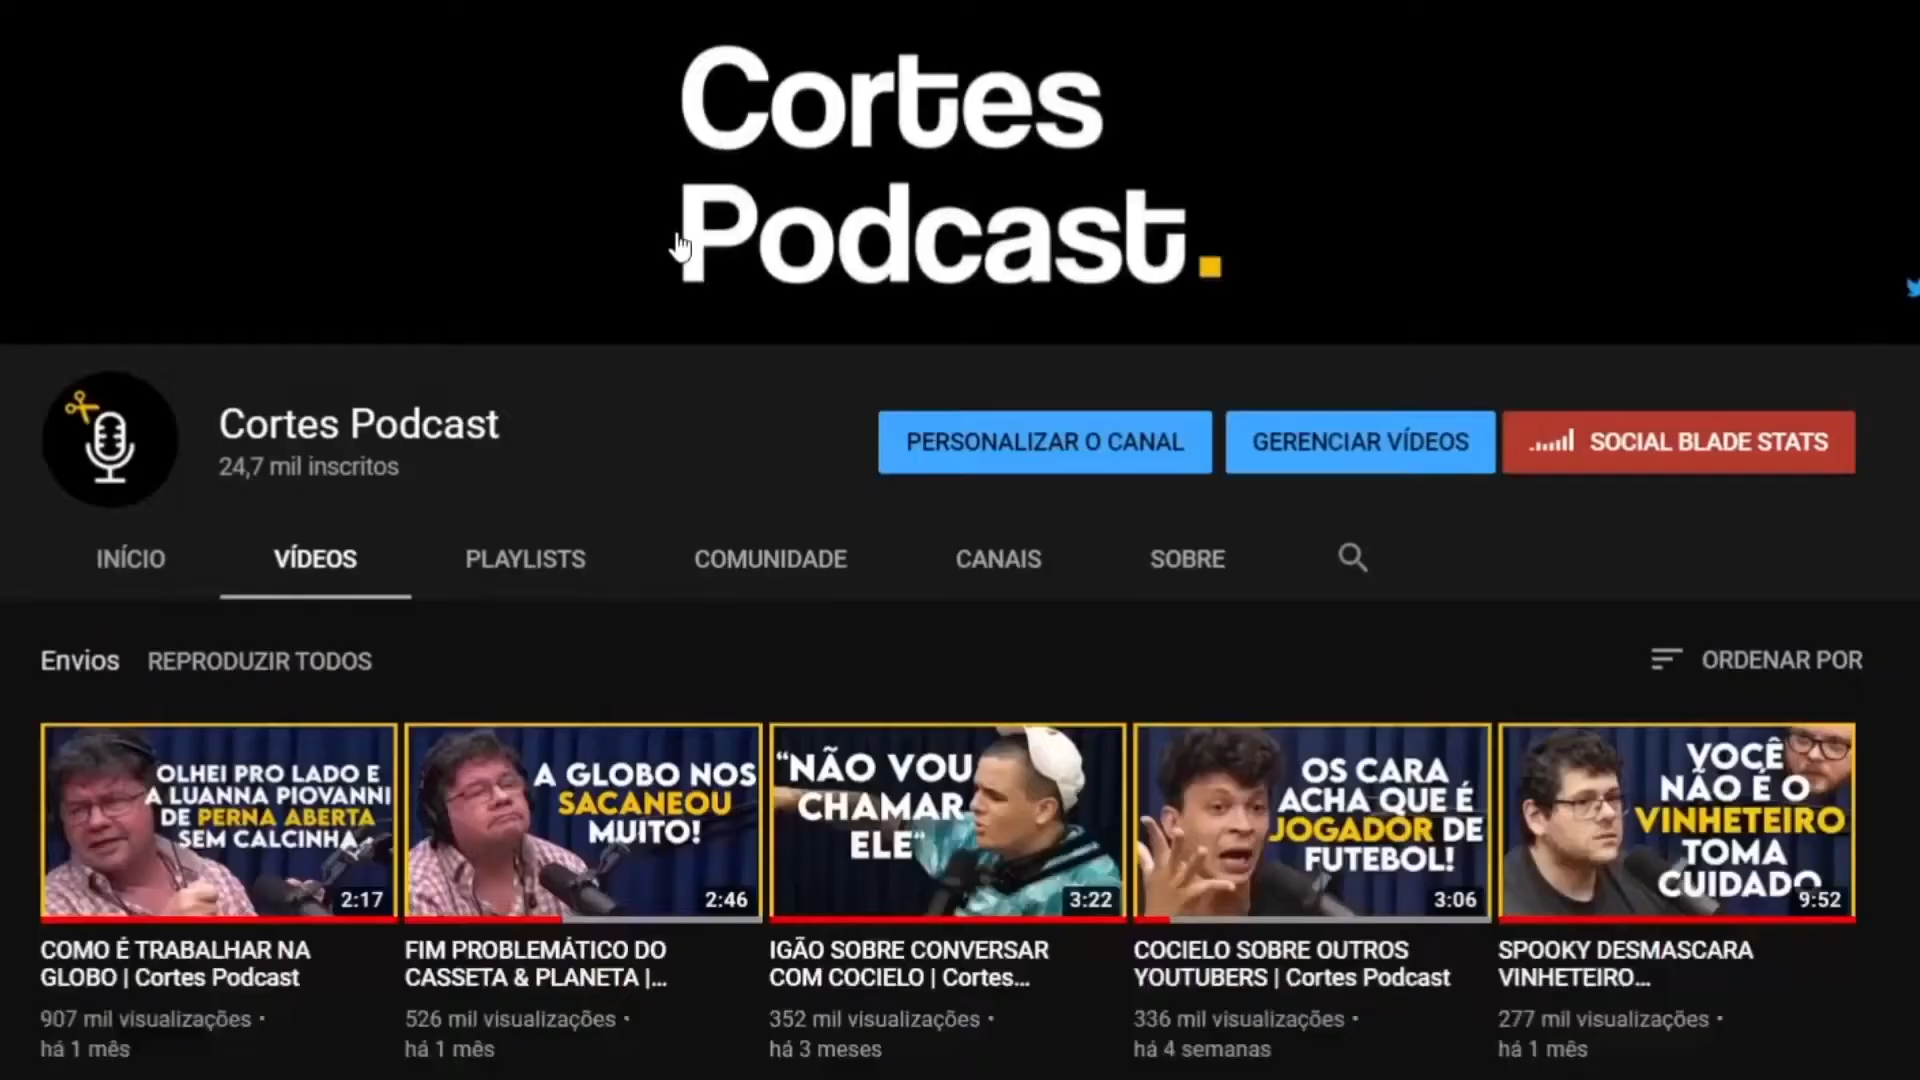 Cortes
Podcast.
Cortes Podcast
24,7 mil inscritos
PERSONALIZAR O CANAL
GERENCIAR VÍDEOS
SOCIAL BLADE STATS
INÍCIO
VÍDEOS
PLAYLISTS
COMUNIDADE
CANAIS
SOBRE
Envios
REPRODUZIR TODOS
ORDENAR POR
OLHEI PRO LADO E
A LUANNA PIOVANNI
DE PERNA ABERTA
SEM CALCINHA
2:17
A GLOBO NOS
SACANEOU
MUITO!
2:46
“NÃO VOU
CHAMAR
ELE“
3:22
OS CARA
ACHA QUE É
JOGADOR DE
FUTEBOL!
3:06
VOCÊ
NÃO É O
VINHETEIRO
TOMA
CUIDADO
9:52
COMO É TRABALHAR NA
GLOBO | Cortes Podcast
907 mil visualizações •
há 1 mês
FIM PROBLEMÁTICO DO
CASSETA & PLANETA |...
526 mil visualizações •
há 1 mês
IGÃO SOBRE CONVERSAR
COM COCIELO | Cortes...
352 mil visualizações •
há 3 meses
COCIELO SOBRE OUTROS
YOUTUBERS | Cortes Podcast
336 mil visualizações •
há 4 semanas
SPOOKY DESMASCARA
VINHETEIRO...
277 mil visualizações •
há 1 mês